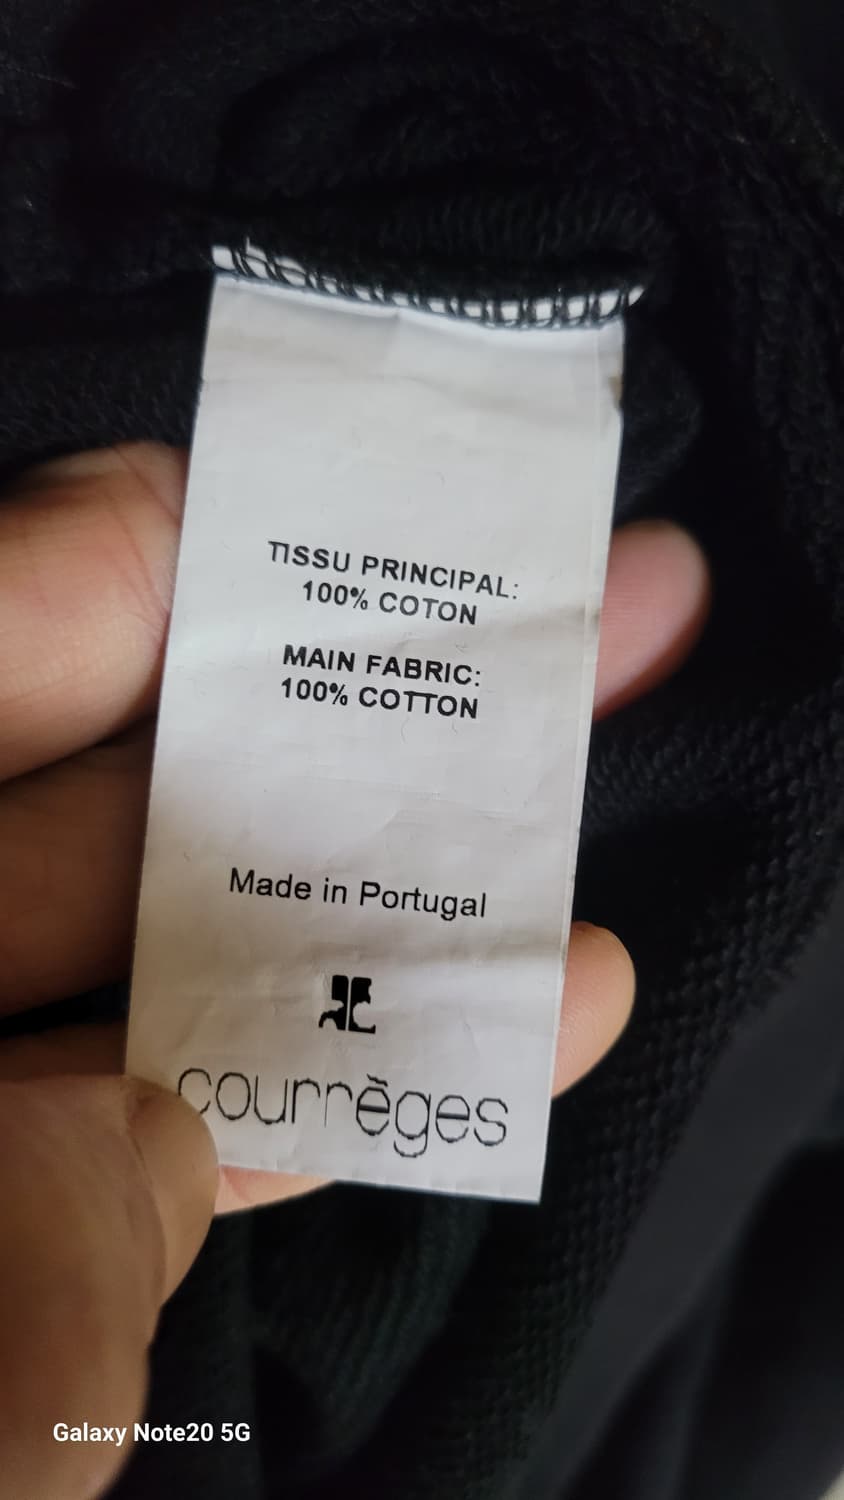 TISSU PRINCIPAL:
100% COTON
MAIN FABRIC:
100% COTTON
Made in Portugal
courrèges
Galaxy Note20 5G